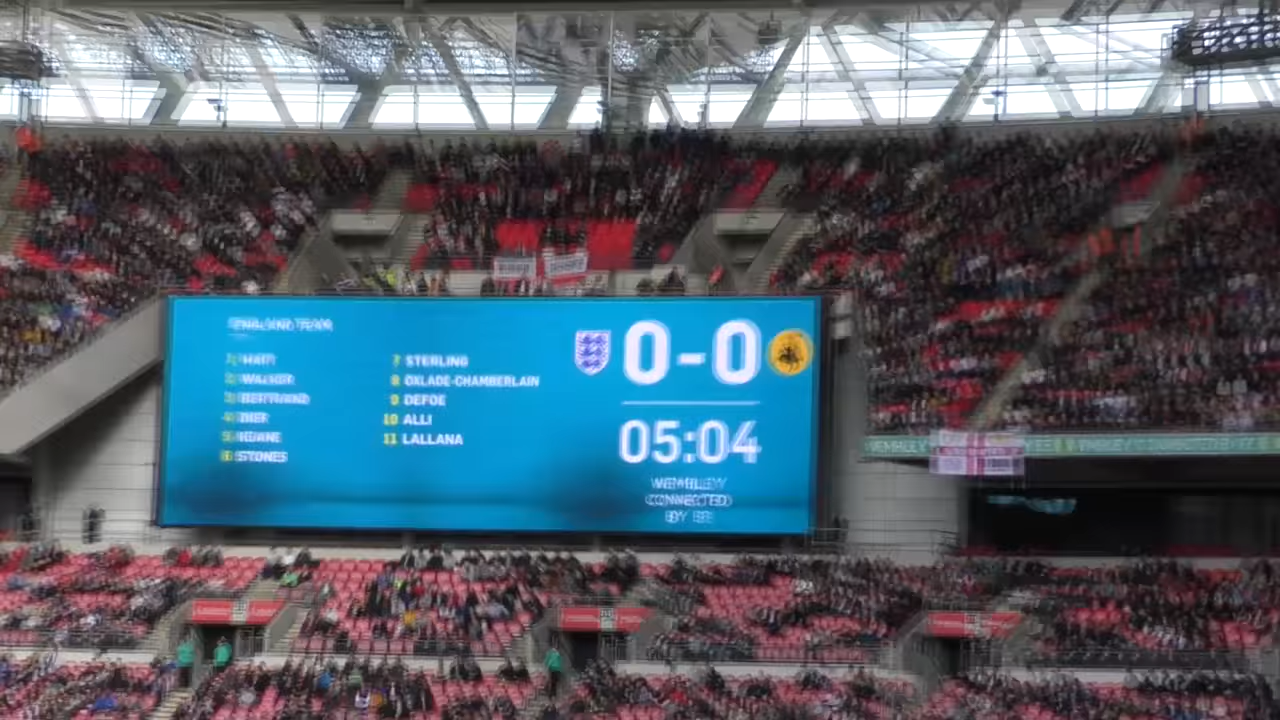 ENGLAND TEAM
1 HART
2 WALKER
3 BERTRAND
4 DIER
5 KEANE
6 STONES
7 STERLING
8 OXLADE-CHAMBERLAIN
9 DEFOE
10 ALLI
11 LALLANA
0-0
05:04
WEMBLEY
CONNECTED
BY EE